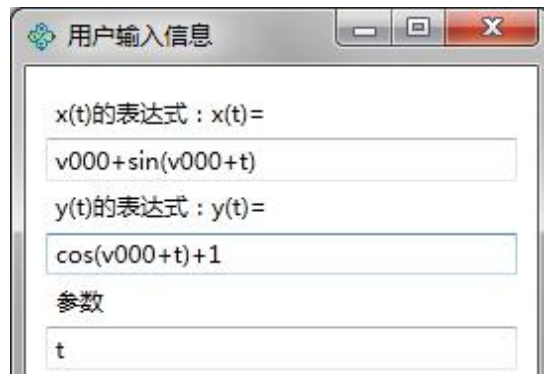 用户输入信息
x(t)的表达式：x(t)=
v000+sin(v000+t)
y(t)的表达式：y(t)=
cos(v000+t)+1
参数
t